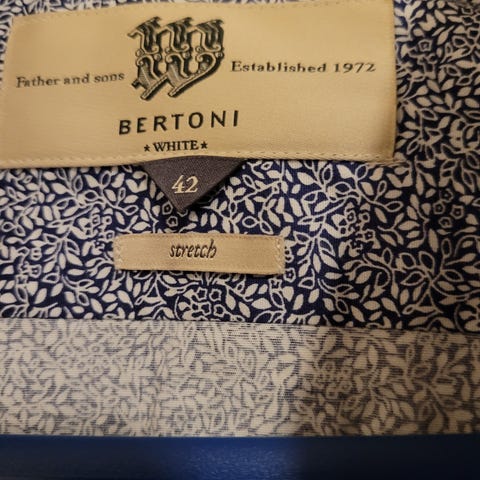 Father and sons
W
Established 1972
BERTONI
★ WHITE ★
42
stretch